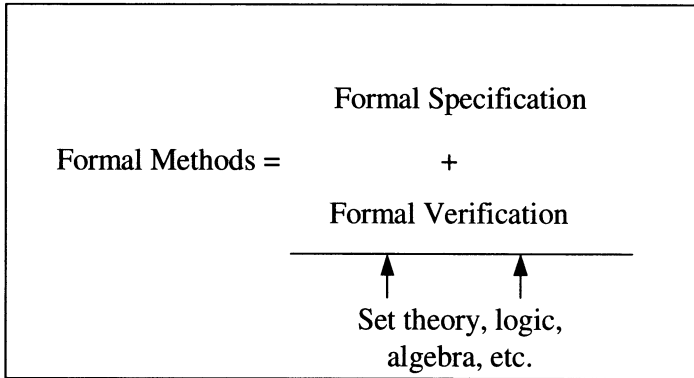 Formal Specification
Formal Methods = +
Formal Verification
Set theory, logic,
algebra, etc.